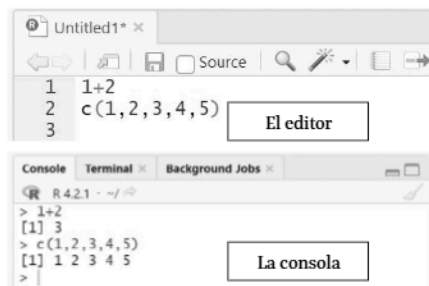 Untitled1*
Source
1 1+2
2 c(1,2,3,4,5)
3
El editor
Console Terminal Background Jobs
R R 4.2.1 · ~/
> 1+2
[1] 3
> c(1,2,3,4,5)
[1] 1 2 3 4 5
>
La consola